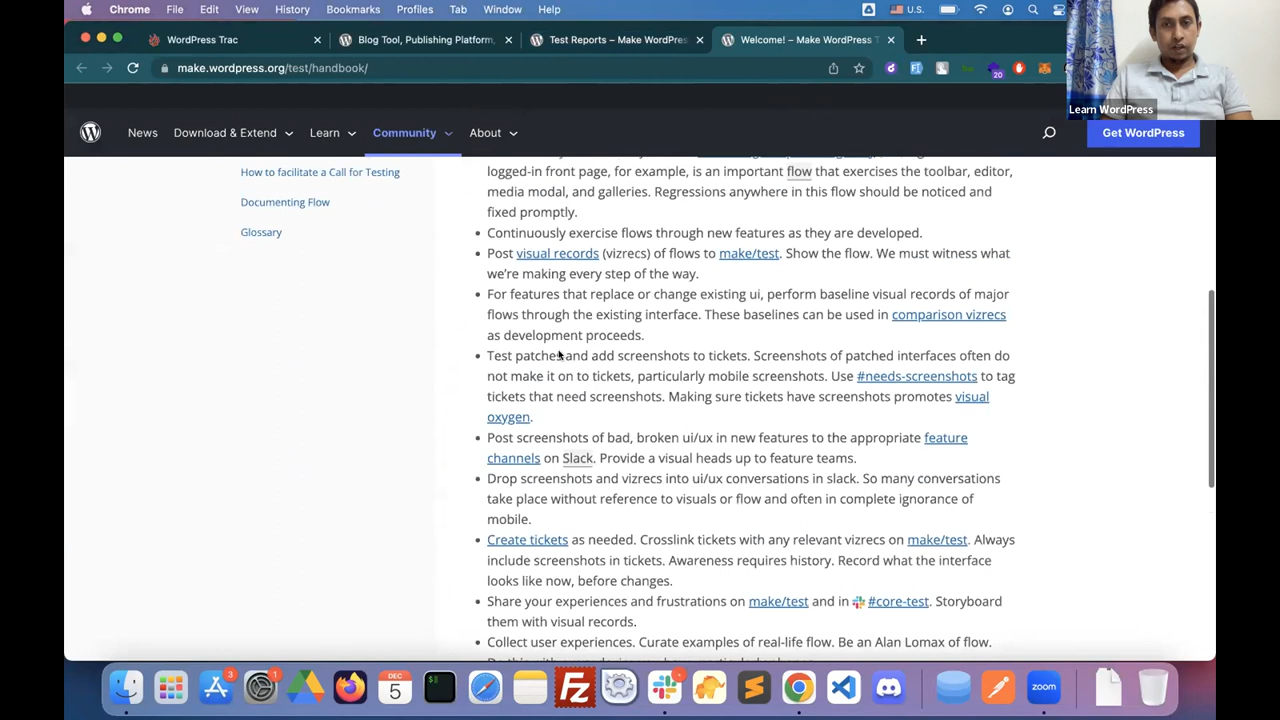 Chrome File Edit View History Bookmarks Profiles Tab Window Help
U.S.
WordPress Trac
Blog Tool, Publishing Platform,
Test Reports – Make WordPres
Welcome! – Make WordPress T
make.wordpress.org/test/handbook/
20
Learn WordPress
News Download & Extend Learn Community About Get WordPress
How to facilitate a Call for Testing
Documenting Flow
Glossary
logged-in front page, for example, is an important flow that exercises the toolbar, editor,
media modal, and galleries. Regressions anywhere in this flow should be noticed and
fixed promptly.
Continuously exercise flows through new features as they are developed.
Post visual records (vizrecs) of flows to make/test. Show the flow. We must witness what
we're making every step of the way.
For features that replace or change existing ui, perform baseline visual records of major
flows through the existing interface. These baselines can be used in comparison vizrecs
as development proceeds.
Test patches and add screenshots to tickets. Screenshots of patched interfaces often do
not make it on to tickets, particularly mobile screenshots. Use #needs-screenshots to tag
tickets that need screenshots. Making sure tickets have screenshots promotes visual
oxygen.
Post screenshots of bad, broken ui/ux in new features to the appropriate feature
channels on Slack. Provide a visual heads up to feature teams.
Drop screenshots and vizrecs into ui/ux conversations in slack. So many conversations
take place without reference to visuals or flow and often in complete ignorance of
mobile.
Create tickets as needed. Crosslink tickets with any relevant vizrecs on make/test. Always
include screenshots in tickets. Awareness requires history. Record what the interface
looks like now, before changes.
Share your experiences and frustrations on make/test and in #core-test. Storyboard
them with visual records.
Collect user experiences. Curate examples of real-life flow. Be an Alan Lomax of flow.
3
1
DEC
5
Fz
zoom